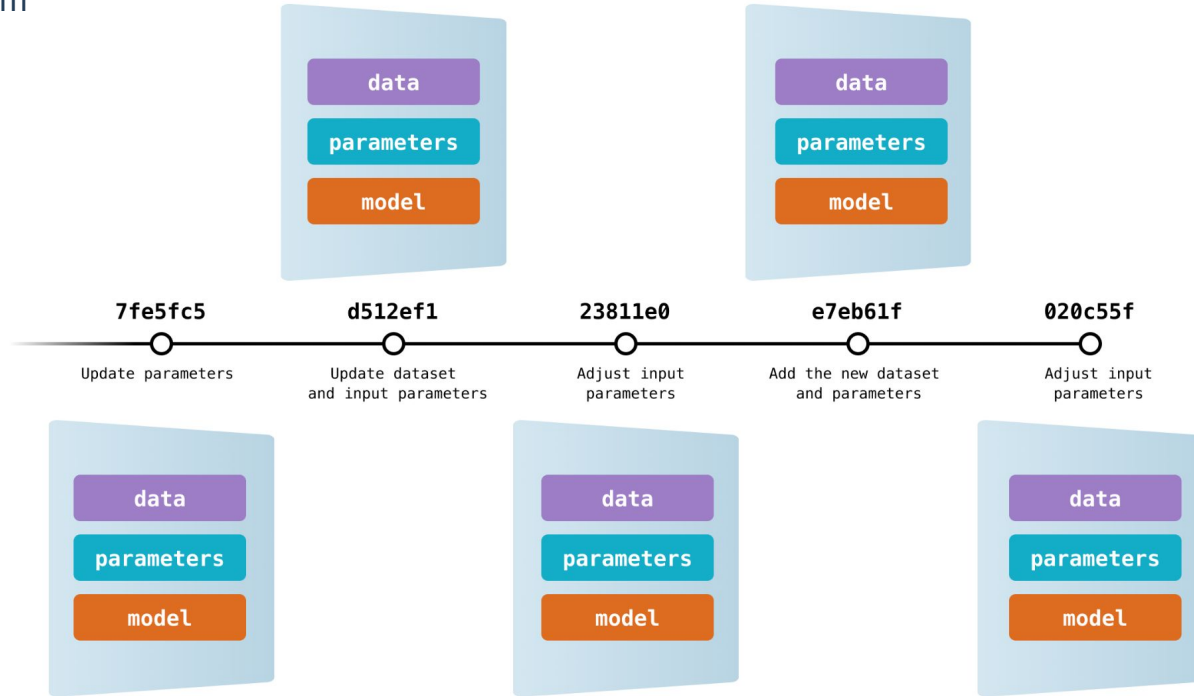 data
parameters
model
data
parameters
model
7fe5fc5
d512ef1
23811e0
e7eb61f
020c55f
Update parameters
Update dataset
and input parameters
Adjust input
parameters
Add the new dataset
and parameters
Adjust input
parameters
data
parameters
model
data
parameters
model
data
parameters
model